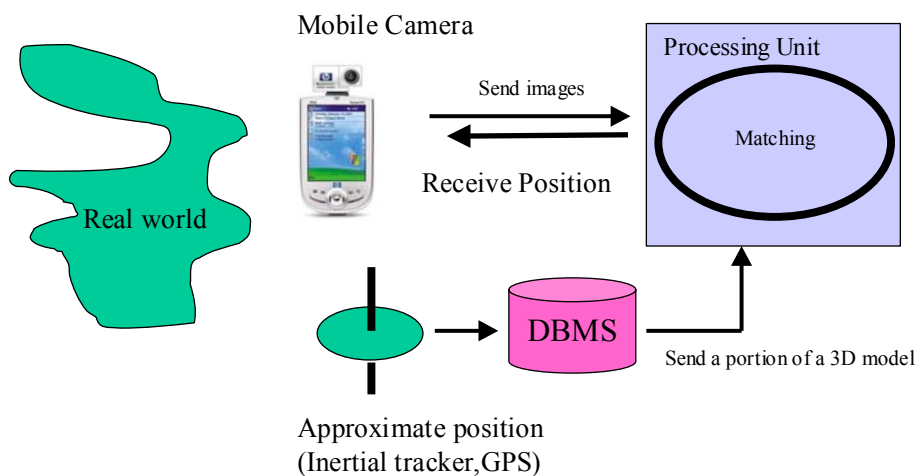 Mobile Camera
Processing Unit
Send images
Matching
Receive Position
Real world
DBMS
Send a portion of a 3D model
Approximate position
(Inertial tracker,GPS)